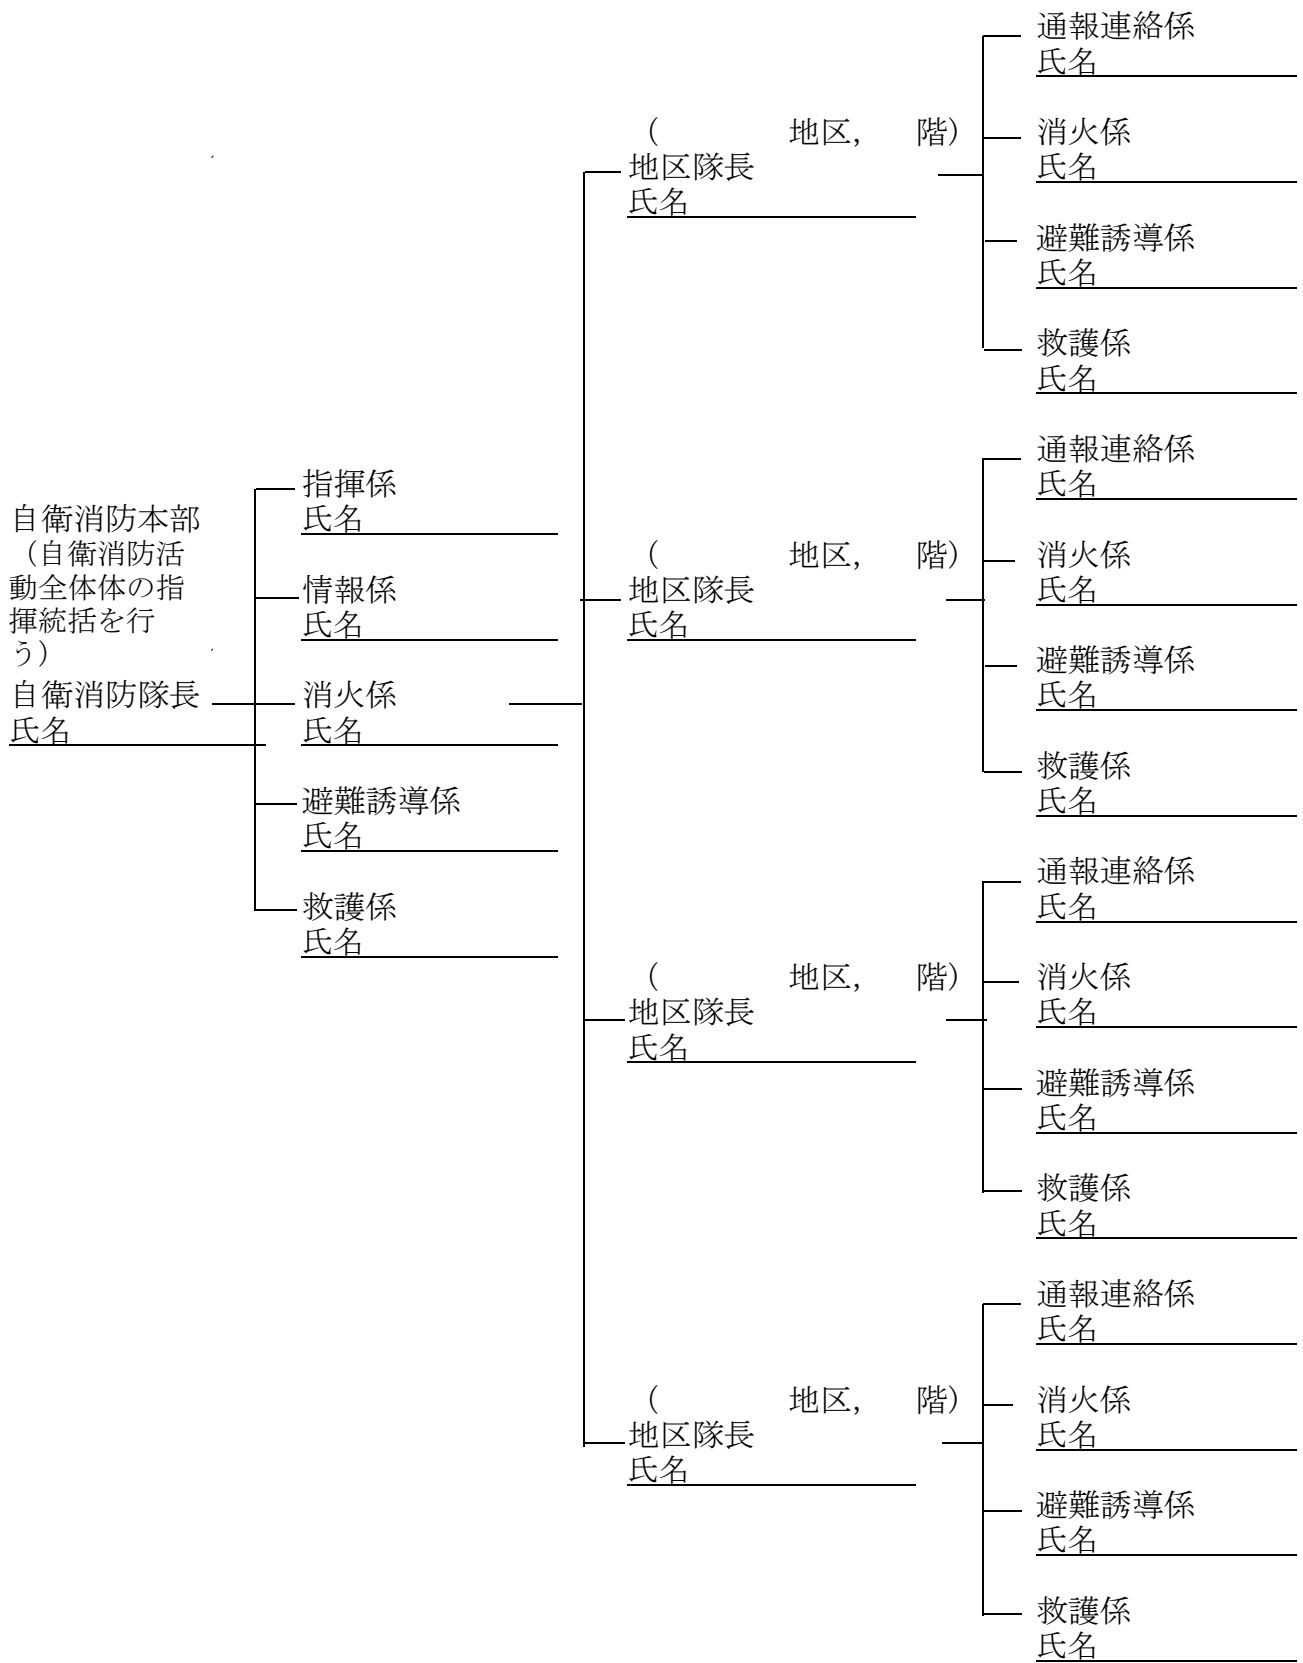 自衛消防本部
（自衛消防活
動全体体の指
揮統括を行
う）
自衛消防隊長
氏名
指揮係
氏名
情報係
氏名
消火係
氏名
避難誘導係
氏名
救護係
氏名
（　　　　地区，　階）
地区隊長
氏名
通報連絡係
氏名
消火係
氏名
避難誘導係
氏名
救護係
氏名
（　　　　地区，　階）
地区隊長
氏名
通報連絡係
氏名
消火係
氏名
避難誘導係
氏名
救護係
氏名
（　　　　地区，　階）
地区隊長
氏名
通報連絡係
氏名
消火係
氏名
避難誘導係
氏名
救護係
氏名
（　　　　地区，　階）
地区隊長
氏名
通報連絡係
氏名
消火係
氏名
避難誘導係
氏名
救護係
氏名